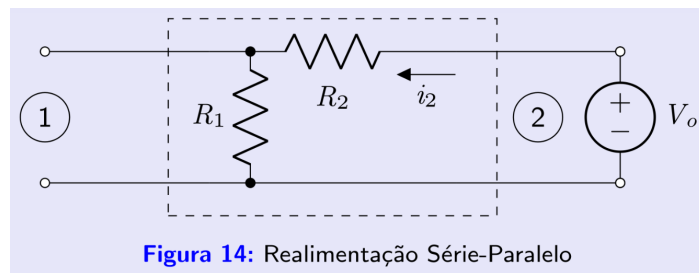 1
R1
R2
i2
2
+
−
Vo
Figura 14: Realimentação Série-Paralelo